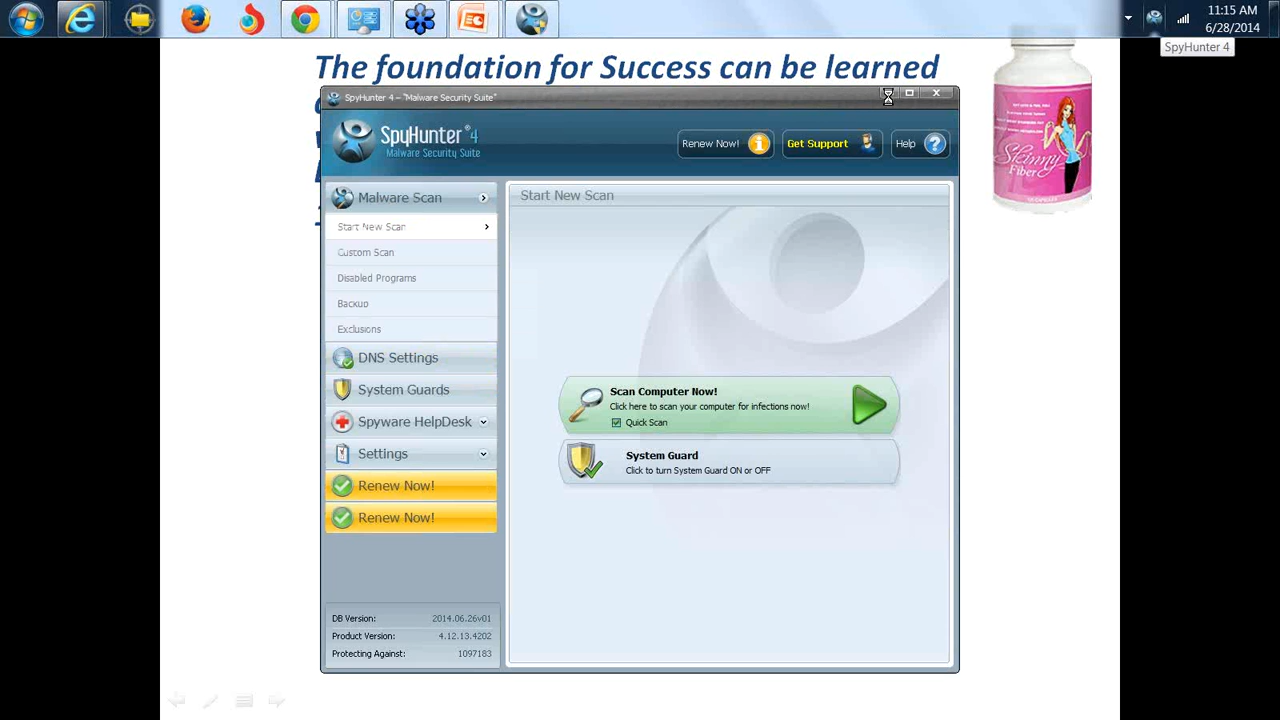 11:15 AM
6/28/2014
SpyHunter 4
The foundation for Success can be learned
SpyHunter 4 – "Malware Security Suite"
SpyHunter® 4
Malware Security Suite
Renew Now!
Get Support
Help
Malware Scan
Start New Scan
Custom Scan
Disabled Programs
Backup
Exclusions
DNS Settings
System Guards
Spyware HelpDesk
Settings
Renew Now!
Renew Now!
DB Version: 2014.06.26v01
Product Version: 4.12.13.4202
Protecting Against: 1097183
Start New Scan
Scan Computer Now!
Click here to scan your computer for infections now!
Quick Scan
System Guard
Click to turn System Guard ON or OFF
Skinny
Fiber